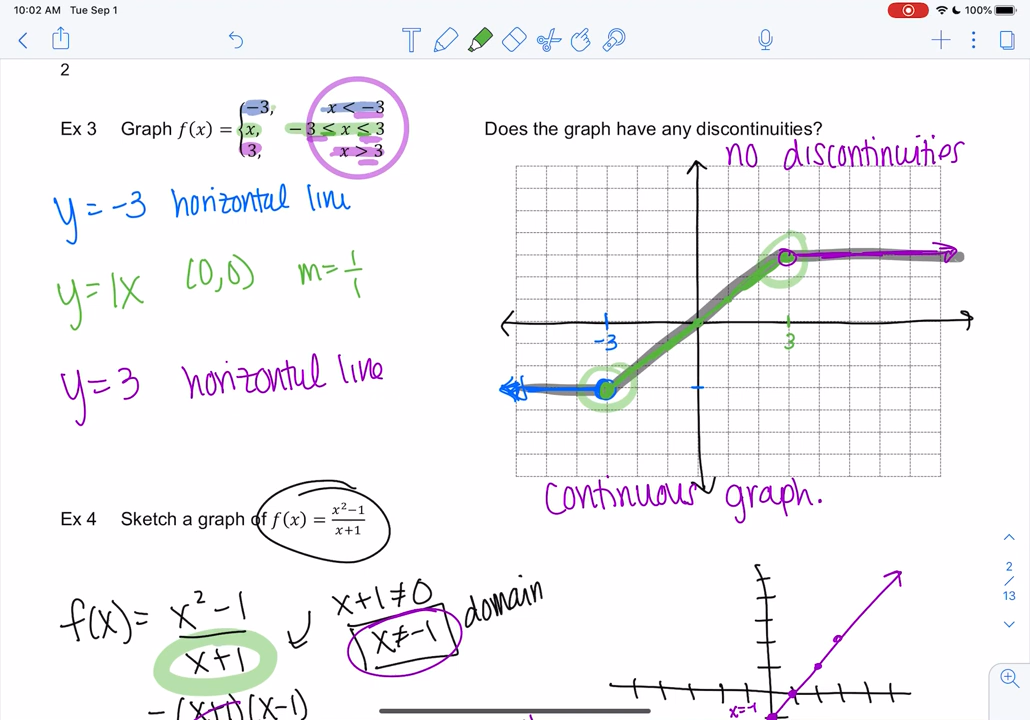 10:02 AM Tue Sep 1
100%
T
2
Ex 3 Graph f(x) = { −3, x < −3
x, − 3 ≤ x ≤ 3
3, x > 3
Does the graph have any discontinuities?
no discontinuities
y = -3 horizontal line
y = 1x (0,0) m = 1/1
y = 3 horizontal line
-3
3
continuous graph.
Ex 4 Sketch a graph of f(x) = x²−1/x+1
f(x) = x² - 1 / x+1
x+1 ≠ 0
x ≠ -1 domain
- (x+1)(x-1)
x=-1
2
/
13